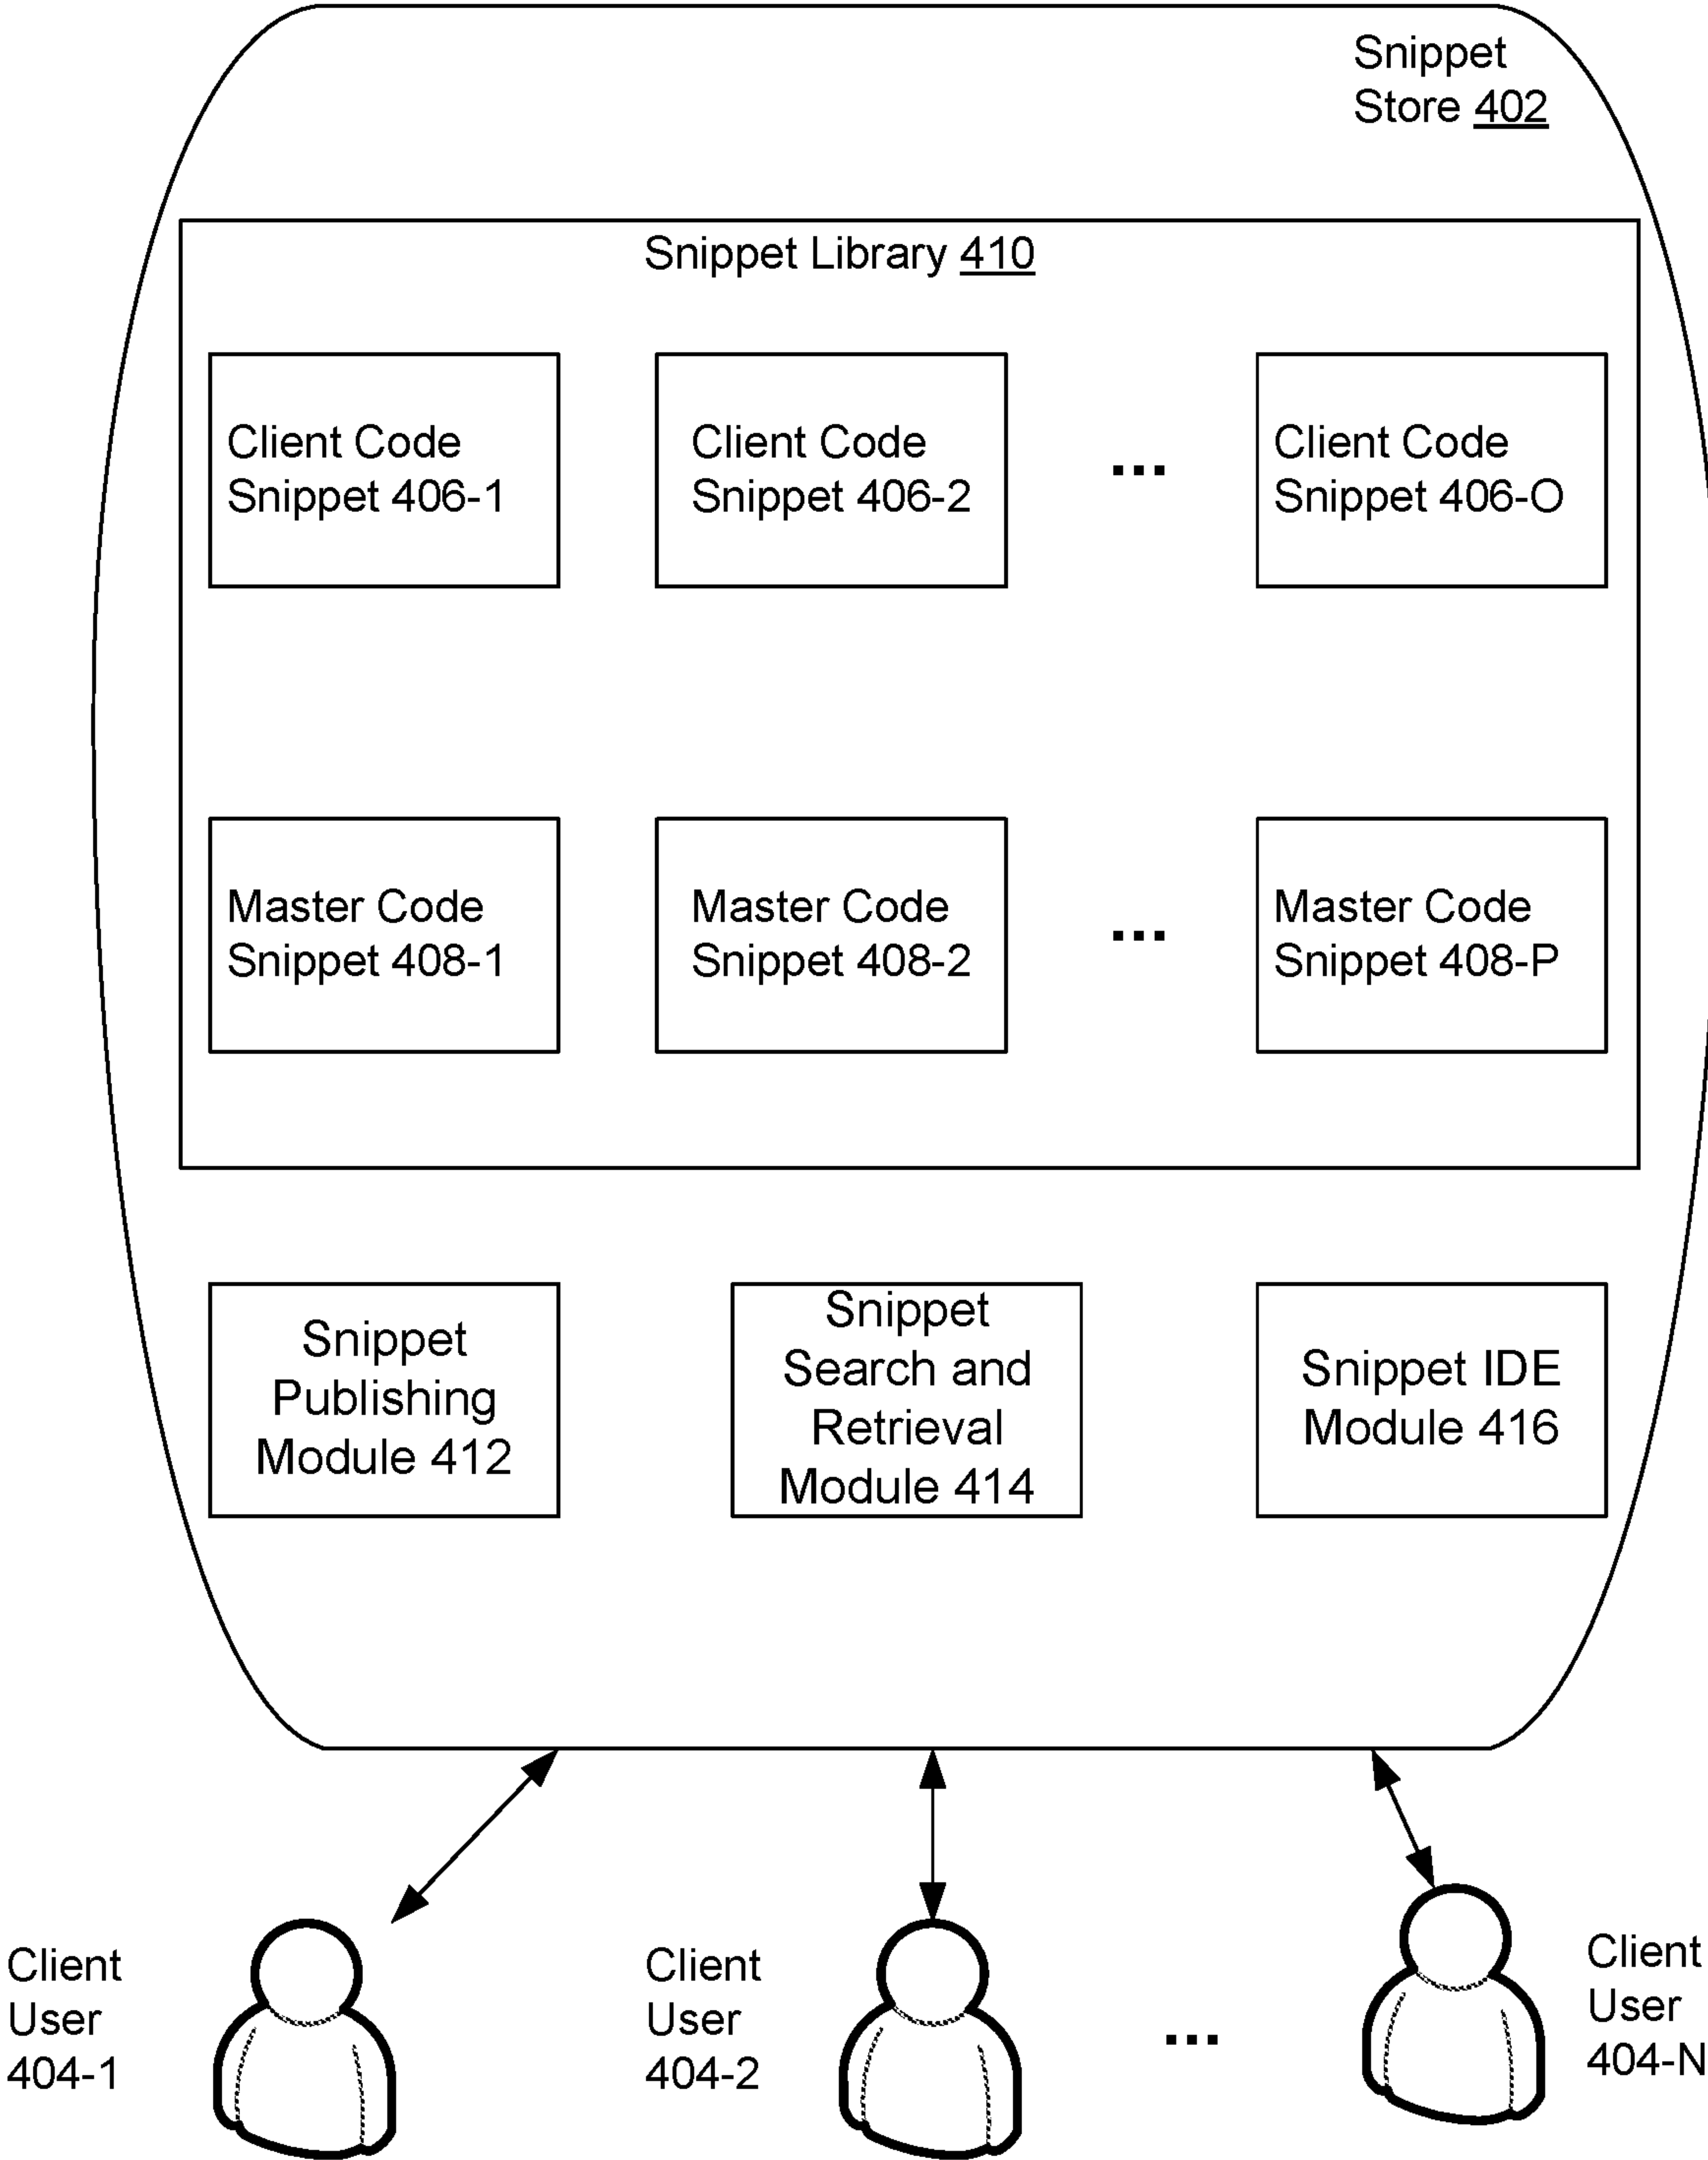 Snippet
Store 402
Snippet Library 410
Client Code
Snippet 406-1
Client Code
Snippet 406-2
...
Client Code
Snippet 406-O
Master Code
Snippet 408-1
Master Code
Snippet 408-2
...
Master Code
Snippet 408-P
Snippet
Publishing
Module 412
Snippet
Search and
Retrieval
Module 414
Snippet IDE
Module 416
Client
User
404-1
Client
User
404-2
...
Client
User
404-N